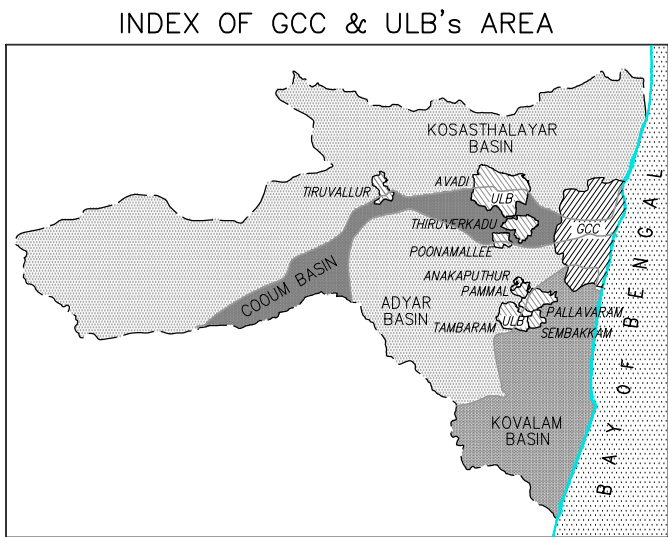 INDEX OF GCC & ULB's AREA
KOSASTHALAYAR
BASIN
TIRUVALLUR
AVADI
ULB
THIRUVERKADU
GCC
POONAMALLEE
COOUM BASIN
ANAKAPUTHUR
PAMMAL
ADYAR
BASIN
PALLAVARAM
TAMBARAM
ULB
SEMBAKKAM
KOVALAM
BASIN
BAY OF BENGAL